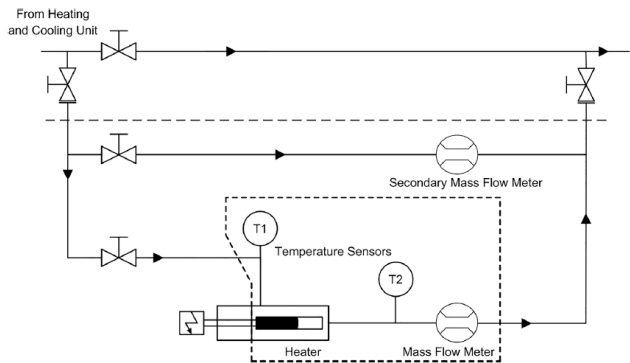 From Heating
and Cooling Unit
Secondary Mass Flow Meter
T1
Temperature Sensors
T2
Heater
Mass Flow Meter